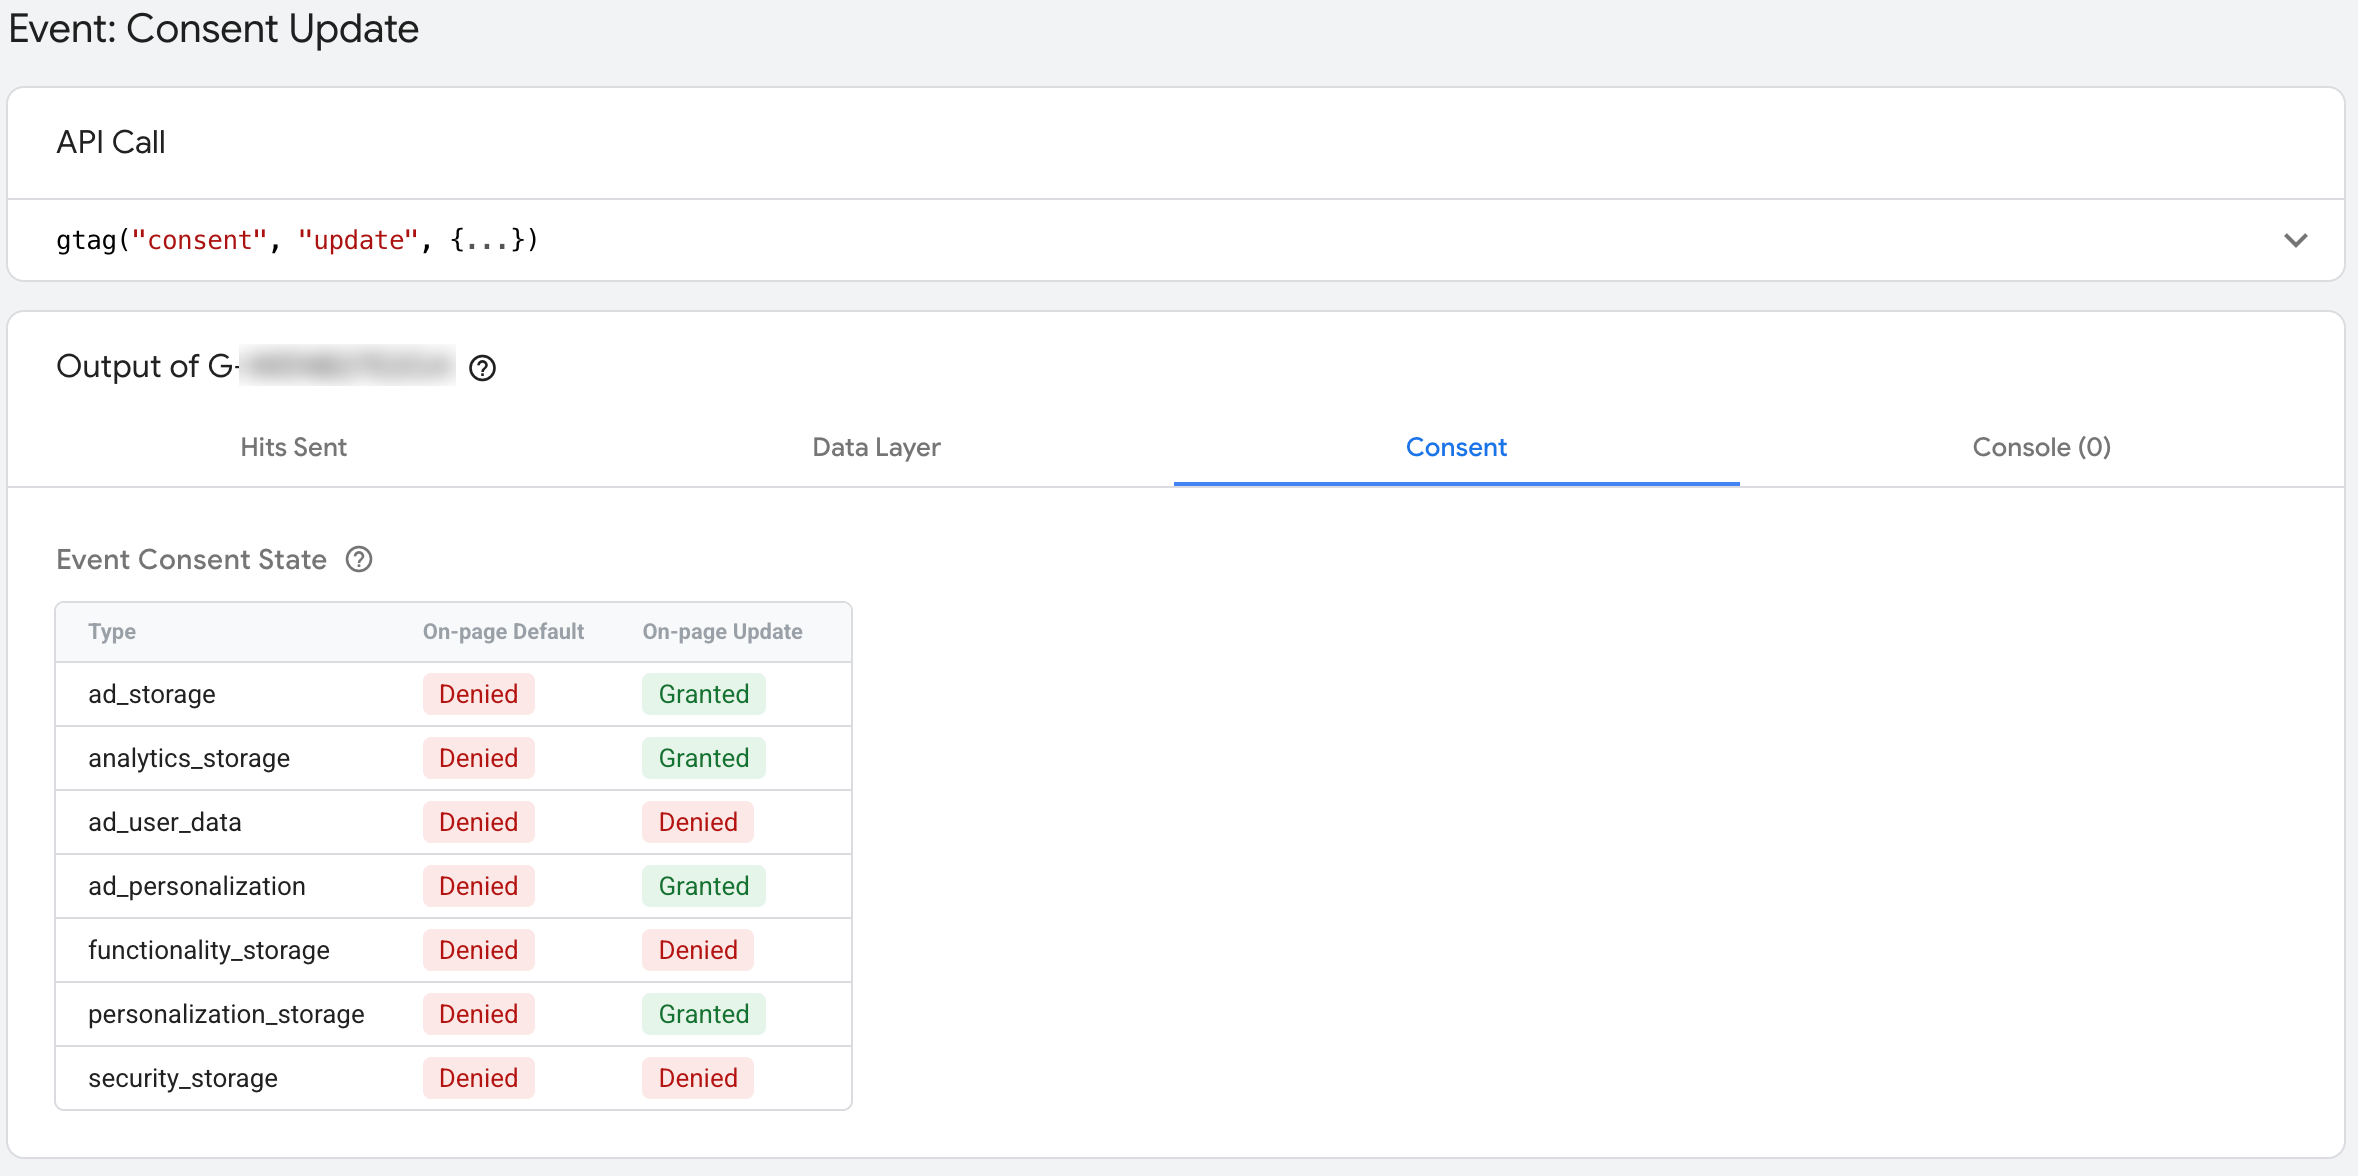 Event: Consent Update
API Call
gtag("consent", "update", {...})
Output of G-
Hits Sent Data Layer Consent Console (0)
Event Consent State
Type On-page Default On-page Update
ad_storage Denied Granted
analytics_storage Denied Granted
ad_user_data Denied Denied
ad_personalization Denied Granted
functionality_storage Denied Denied
personalization_storage Denied Granted
security_storage Denied Denied